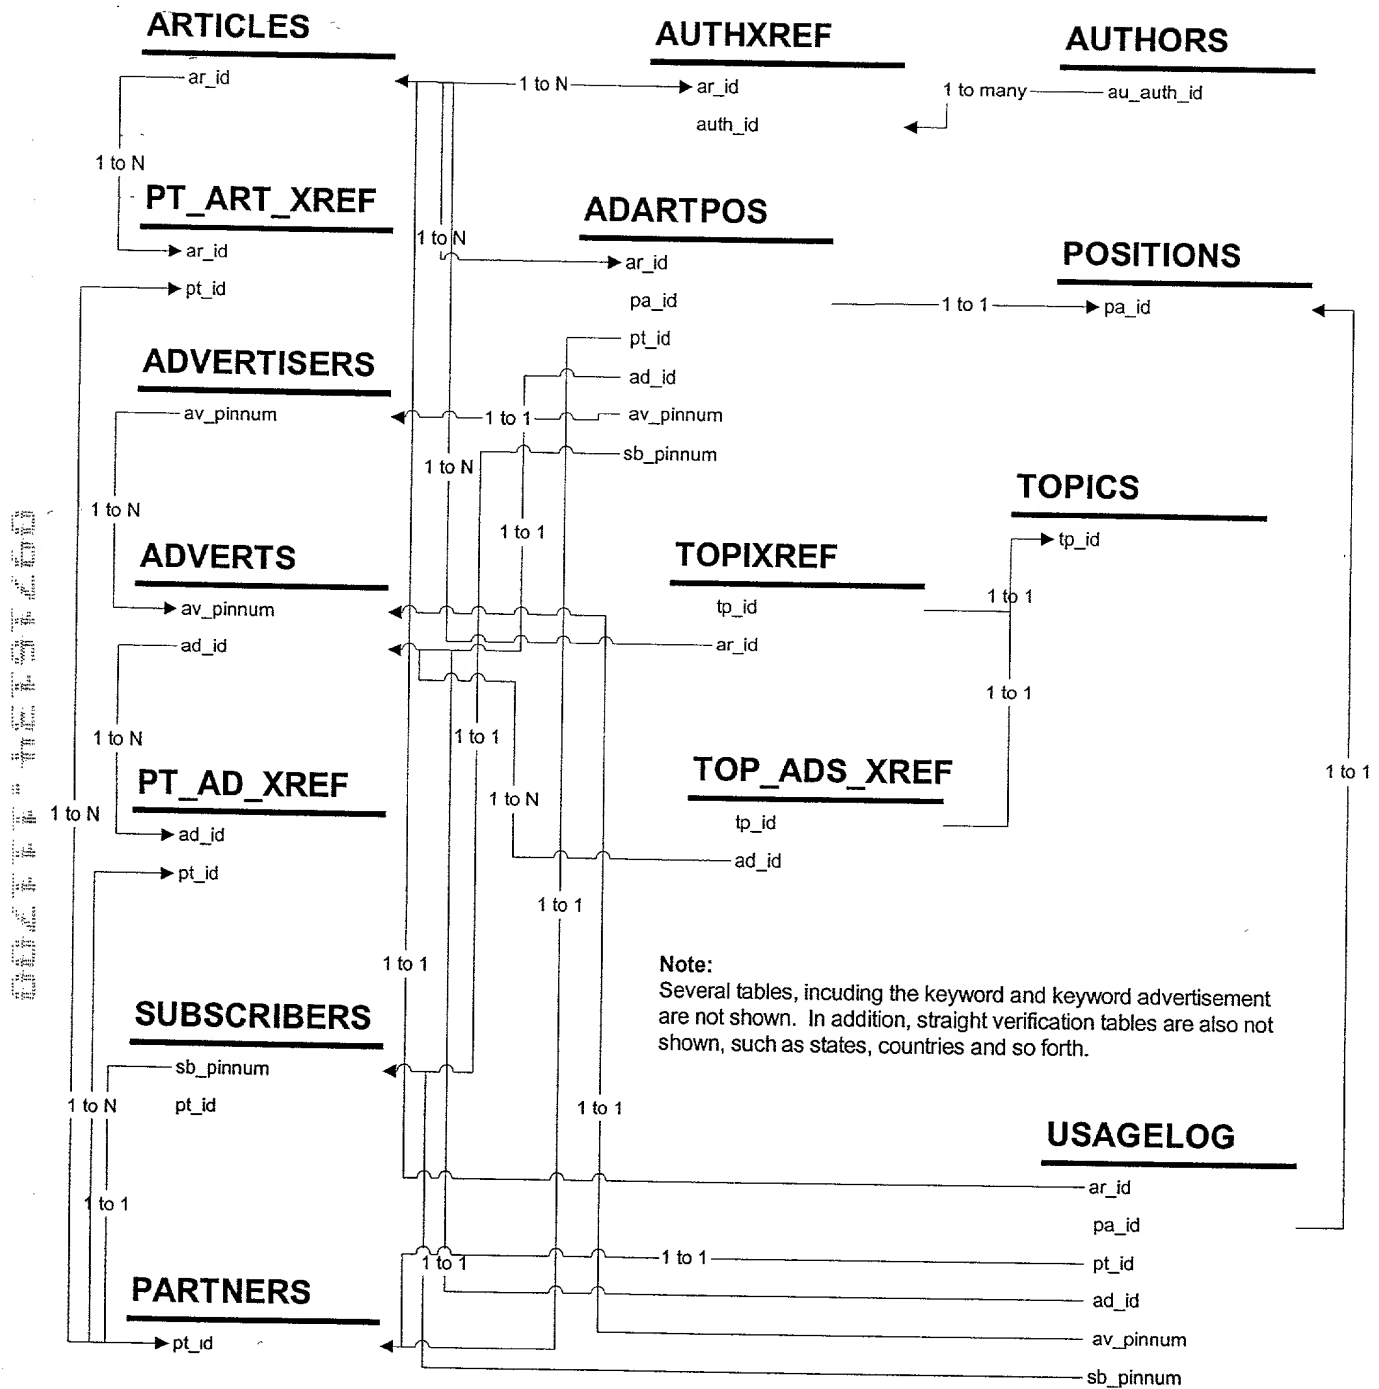 ARTICLES
AUTHXREF
AUTHORS
ar_id
1 to N
ar_id
1 to many
au_auth_id
auth_id
1 to N
PT_ART_XREF
ADARTPOS
1 to N
POSITIONS
ar_id
ar_id
pt_id
pa_id
1 to 1
pa_id
pt_id
ADVERTISERS
ad_id
av_pinnum
1 to 1
av_pinnum
sb_pinnum
1 to N
TOPICS
1 to N
1 to 1
tp_id
ADVERTS
TOPIXREF
1 to 1
av_pinnum
tp_id
ad_id
ar_id
1 to 1
1 to N
1 to 1
PT_AD_XREF
TOP_ADS_XREF
1 to 1
1 to N
1 to N
tp_id
ad_id
ad_id
pt_id
1 to 1
1 to 1
Note:
Several tables, incuding the keyword and keyword advertisement
are not shown. In addition, straight verification tables are also not
shown, such as states, countries and so forth.
SUBSCRIBERS
sb_pinnum
1 to N
pt_id
1 to 1
USAGELOG
ar_id
1 to 1
pa_id
1 to 1
1 to 1
pt_id
PARTNERS
ad_id
pt_id
av_pinnum
sb_pinnum